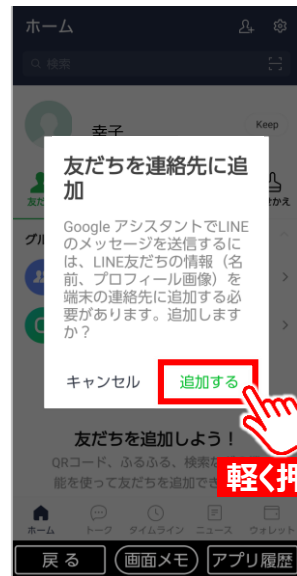 ホーム
検索
幸子
Keep
友だちを連絡先に追
加
Google アシスタントでLINE
のメッセージを送信するに
は、LINE友だちの情報（名
前、プロフィール画像）を
端末の連絡先に追加する必
要があります。追加します
か？
キャンセル
追加する
友だちを追加しよう！
QRコード、ふるふる、検索
能を使って友だちを追加でき
軽く押
ホーム
トーク
タイムライン
ニュース
ウォレット
戻る
画面メモ
アプリ履歴